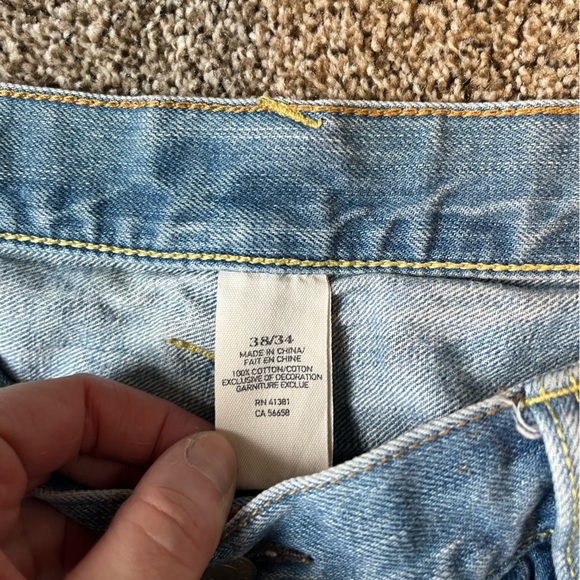 38/34
MADE IN CHINA/
FAIT EN CHINE
100% COTTON/COTON
EXCLUSIVE OF DECORATION
GARNITURE EXCLUE
RN 41381
CA 56658